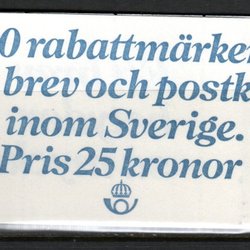 0 rabattmärke
brev och postk
inom Sverige.
Pris 25 kronor